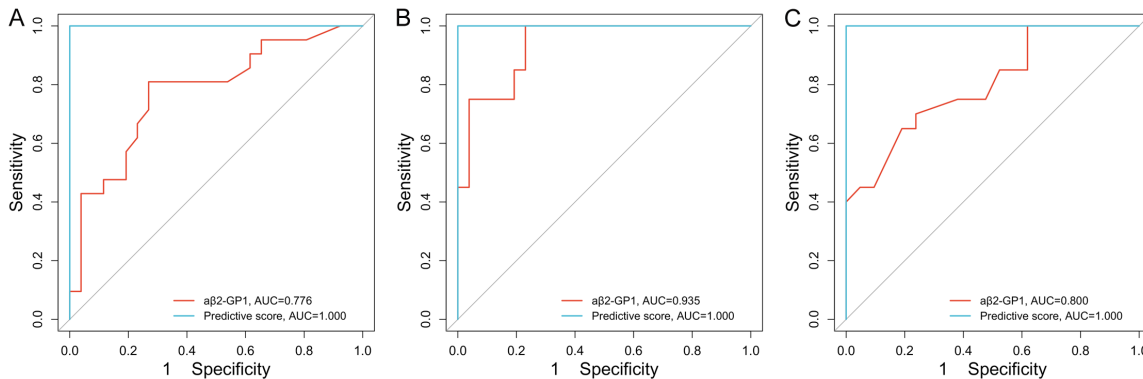 A
Sensitivity
1.0
0.8
0.6
0.4
0.2
0.0
aβ2-GP1, AUC=0.776
Predictive score, AUC=1.000
0.0 0.2 0.4 0.6 0.8 1.0
1 Specificity
B
Sensitivity
1.0
0.8
0.6
0.4
0.2
0.0
aβ2-GP1, AUC=0.935
Predictive score, AUC=1.000
0.0 0.2 0.4 0.6 0.8 1.0
1 Specificity
C
Sensitivity
1.0
0.8
0.6
0.4
0.2
0.0
aβ2-GP1, AUC=0.800
Predictive score, AUC=1.000
0.0 0.2 0.4 0.6 0.8 1.0
1 Specificity